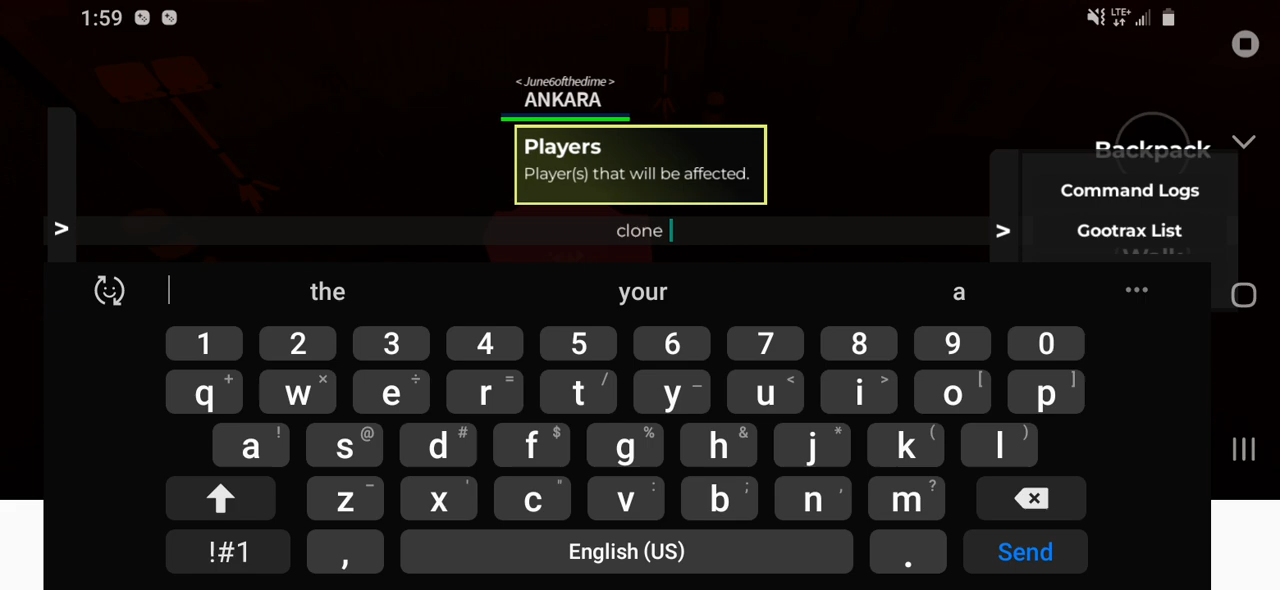 1:59
LTE+
< June6ofthedime >
ANKARA
Players
Player(s) that will be affected.
Backpack
Command Logs
> clone >
Gootrax List
the your a ...
1 2 3 4 5 6 7 8 9 0
q + w × e ÷ r = t / y _ u < i > o [ p ]
a ! s @ d # f $ g % h & j * k ( l )
z - x ' c " v : b ; n , m ?
!#1 , English (US) . Send